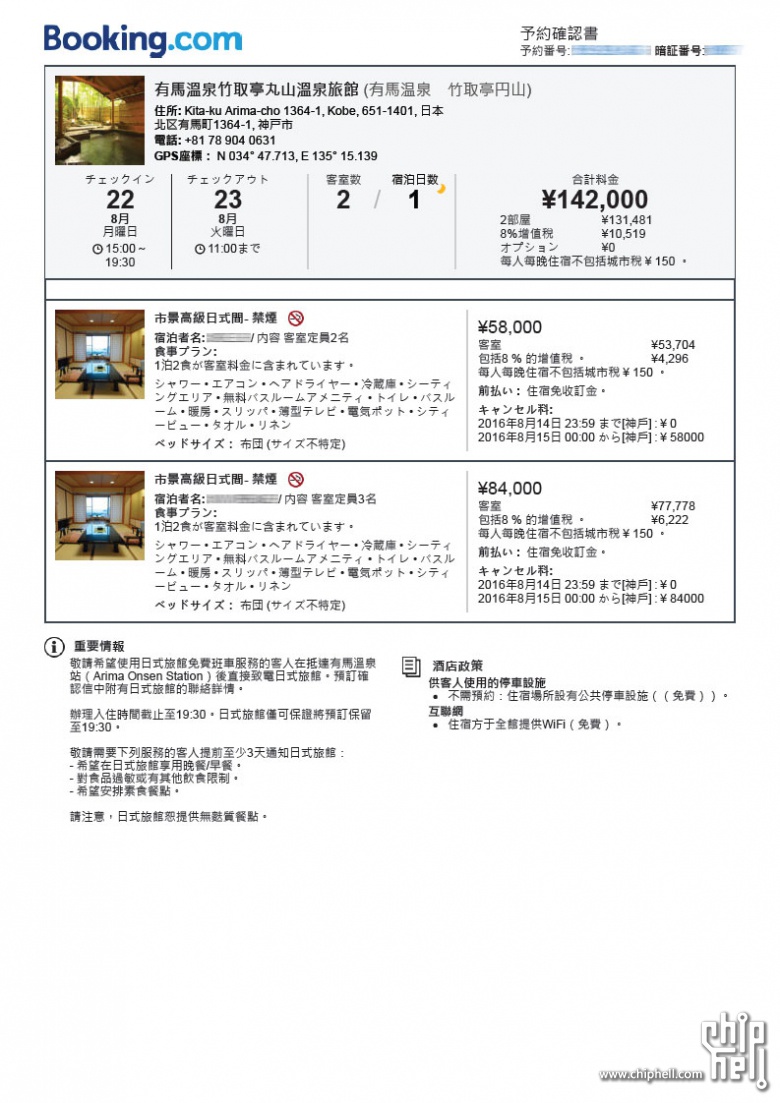 Booking.com
予約確認書
予約番号: 暗証番号:
有馬溫泉竹取亭丸山溫泉旅館 (有馬温泉 竹取亭円山)
住所: Kita-ku Arima-cho 1364-1, Kobe, 651-1401, 日本
北区有馬町1364-1, 神戸市
電話: +81 78 904 0631
GPS座標： N 034° 47.713, E 135° 15.139
チェックイン
22
8月
月曜日
15:00～
19:30
チェックアウト
23
8月
火曜日
11:00まで
客室数 宿泊日数
2 / 1
合計料金
¥142,000
2部屋 ¥131,481
8%增值稅 ¥10,519
オプション ¥0
每人每晚住宿不包括城市稅 ¥ 150 。
市景高級日式間- 禁煙
宿泊者名: / 内容 客室定員2名
食事プラン:
1泊2食が客室料金に含まれています。
シャワー • エアコン • ヘアドライヤー • 冷蔵庫 • シーティ
ングエリア • 無料バスルームアメニティ • トイレ • バスル
ーム • 暖房 • スリッパ • 薄型テレビ • 電気ポット • シティ
ービュー • タオル • リネン
ベッドサイズ： 布団 (サイズ不特定)
¥58,000
客室 ¥53,704
包括8 % 的增值稅 。 ¥4,296
每人每晚住宿不包括城市稅 ¥ 150 。
前払い： 住宿免收訂金。
キャンセル料:
2016年8月14日 23:59 まで[神戶] : ¥ 0
2016年8月15日 00:00 から[神戶] : ¥ 58000
市景高級日式間- 禁煙
宿泊者名: / 内容 客室定員3名
食事プラン:
1泊2食が客室料金に含まれています。
シャワー • エアコン • ヘアドライヤー • 冷蔵庫 • シーティ
ングエリア • 無料バスルームアメニティ • トイレ • バスル
ーム • 暖房 • スリッパ • 薄型テレビ • 電気ポット • シティ
ービュー • タオル • リネン
ベッドサイズ： 布団 (サイズ不特定)
¥84,000
客室 ¥77,778
包括8 % 的增值稅 。 ¥6,222
每人每晚住宿不包括城市稅 ¥ 150 。
前払い： 住宿免收訂金。
キャンセル料:
2016年8月14日 23:59 まで[神戶] : ¥ 0
2016年8月15日 00:00 から[神戶] : ¥ 84000
重要情報
敬請希望使用日式旅館免費班車服務的客人在抵達有馬溫泉
站（Arima Onsen Station）後直接致電日式旅館。預訂確
認信中附有日式旅館的聯絡詳情。
辦理入住時間截止至19:30。日式旅館僅可保證將預訂保留
至19:30。
敬請需要下列服務的客人提前至少3天通知日式旅館：
- 希望在日式旅館享用晚餐/早餐。
- 對食品過敏或有其他飲食限制。
- 希望安排素食餐點。
請注意，日式旅館恕提供無麩質餐點。
酒店政策
供客人使用的停車設施
• 不需預約：住宿場所設有公共停車設施（（免費））。
互聯網
• 住宿方于全館提供WiFi（免費）。
chip
hell
www.chiphell.com